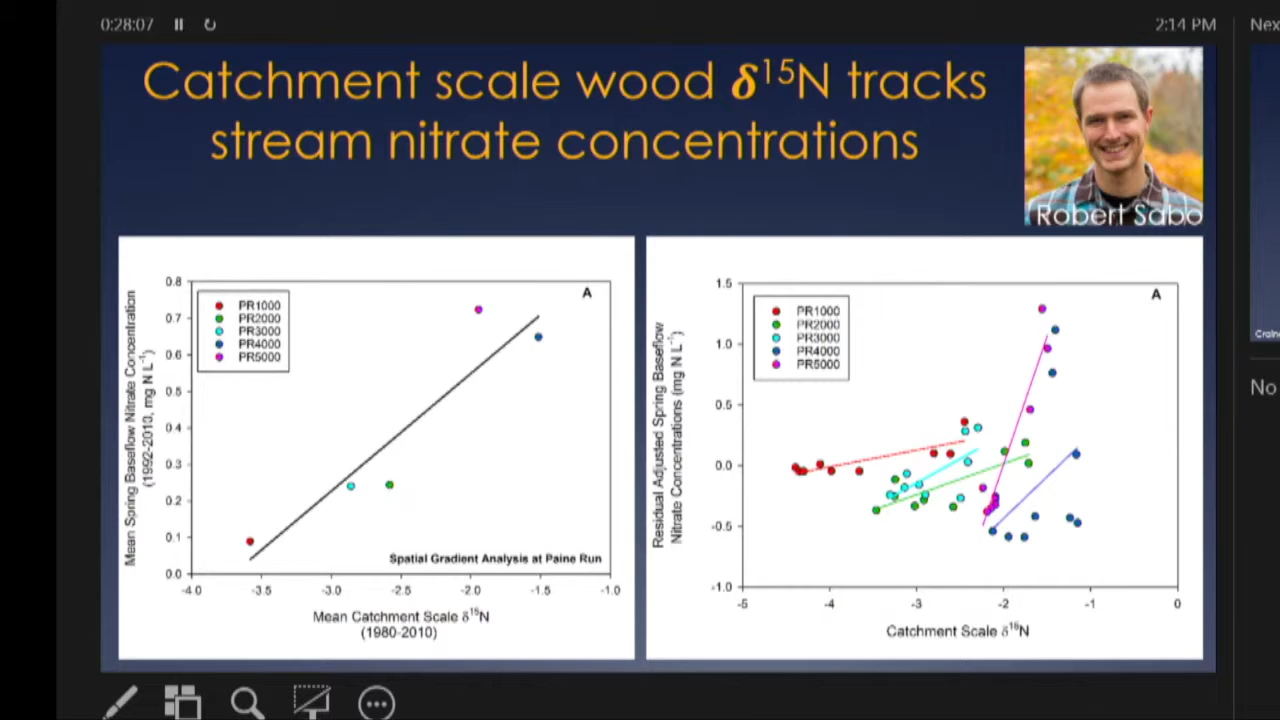 0:28:07
2:14 PM
Nex
Catchment scale wood δ¹⁵N tracks
stream nitrate concentrations
Robert Sabo
Mean Spring Baseflow Nitrate Concentration
(1992-2010, mg N L⁻¹)
0.8
0.7
0.6
0.5
0.4
0.3
0.2
0.1
0.0
A
PR1000
PR2000
PR3000
PR4000
PR5000
Spatial Gradient Analysis at Paine Run
-4.0 -3.5 -3.0 -2.5 -2.0 -1.5 -1.0
Mean Catchment Scale δ¹⁵N
(1980-2010)
Residual Adjusted Spring Baseflow
Nitrate Concentrations (mg N L⁻¹)
1.5
1.0
0.5
0.0
-0.5
-1.0
A
PR1000
PR2000
PR3000
PR4000
PR5000
-5 -4 -3 -2 -1 0
Catchment Scale δ¹⁵N
Craine
No